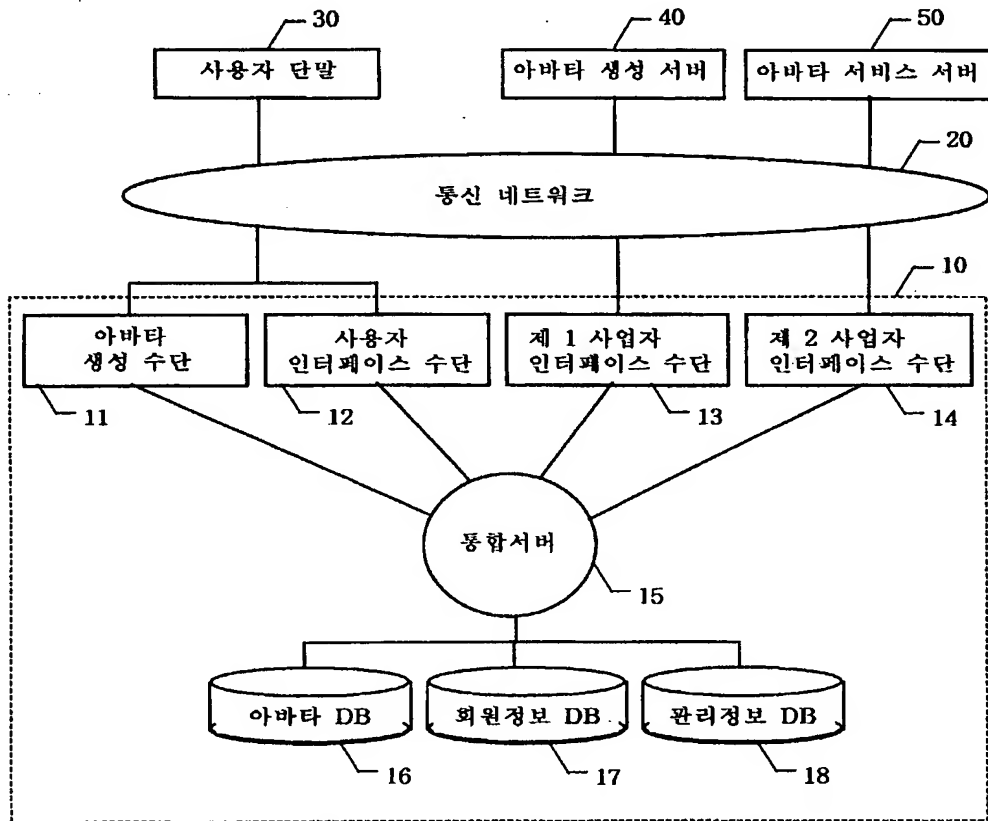 30
40
50
사용자 단말
아바타 생성 서버
아바타 서비스 서버
20
통신 네트워크
10
아바타
생성 수단
사용자
인터페이스 수단
제 1 사업자
인터페이스 수단
제 2 사업자
인터페이스 수단
11
12
13
14
통합서버
15
아바타 DB
회원정보 DB
관리정보 DB
16
17
18